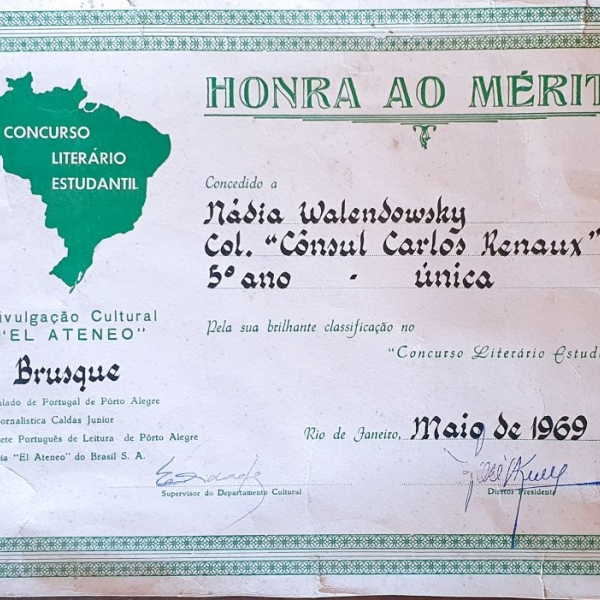 HONRA AO MÉRIT
CONCURSO
LITERÁRIO
ESTUDANTIL
Concedido a
Nádia Walendowsky
Col. "Cônsul Carlos Renaux"
5º ano - única
ivulgação Cultural
"EL ATENEO"
Brusque
ulado de Portugal de Pôrto Alegre
ornalística Caldas Junior
ete Português de Leitura de Pôrto Alegre
ia "El Ateneo" do Brasil S. A.
Pela sua brilhante classificação no
"Concurso Literário Estuda
Rio de Janeiro, Maio de 1969
Supervisor do Departamento Cultural
Diretor Presidente